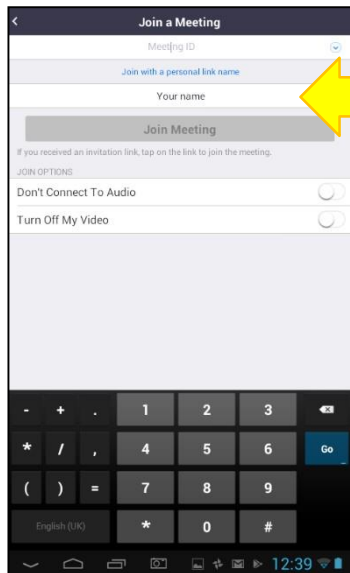 Join a Meeting
Meeting ID
Join with a personal link name
Your name
Join Meeting
If you received an invitation link, tap on the link to join the meeting.
JOIN OPTIONS
Don't Connect To Audio
Turn Off My Video
- + . 1 2 3
* / , 4 5 6 Go
( ) = 7 8 9
English (UK) * 0 #
12:39